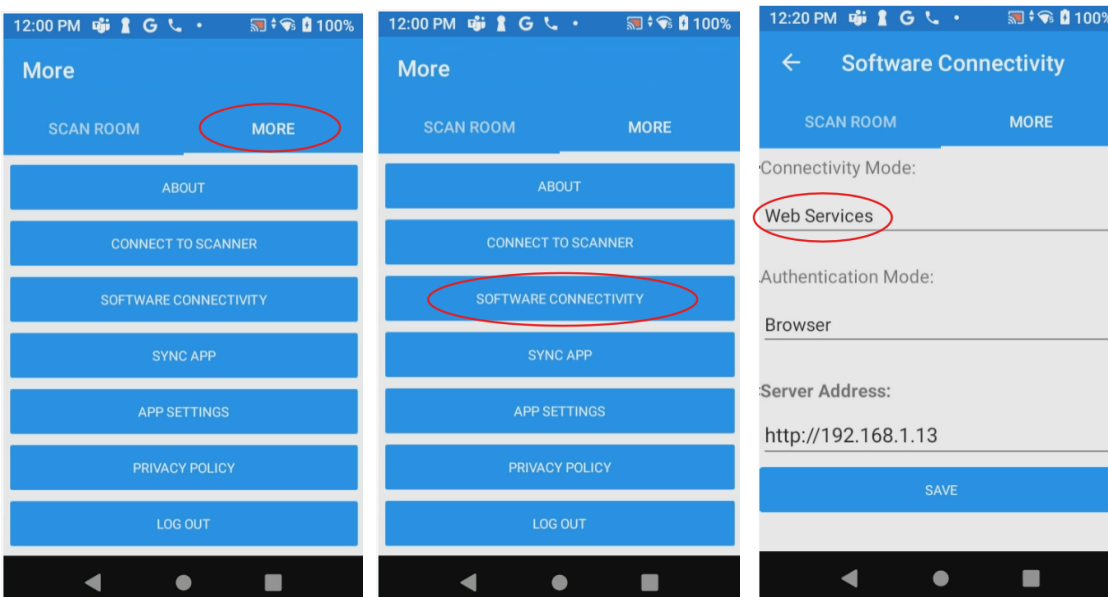 12:00 PM G 100%
More
SCAN ROOM MORE
ABOUT
CONNECT TO SCANNER
SOFTWARE CONNECTIVITY
SYNC APP
APP SETTINGS
PRIVACY POLICY
LOG OUT
12:00 PM G 100%
More
SCAN ROOM MORE
ABOUT
CONNECT TO SCANNER
SOFTWARE CONNECTIVITY
SYNC APP
APP SETTINGS
PRIVACY POLICY
LOG OUT
12:20 PM G 100%
Software Connectivity
SCAN ROOM MORE
Connectivity Mode:
Web Services
Authentication Mode:
Browser
Server Address:
http://192.168.1.13
SAVE